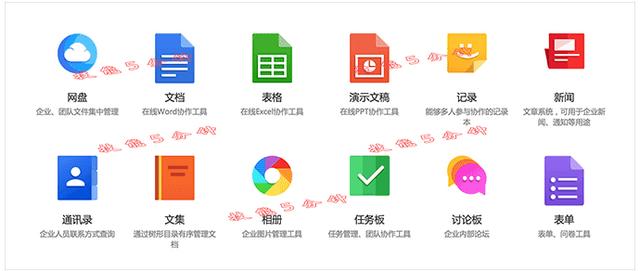 网盘
文档
表格
演示文稿
记录
新闻
企业、团队文件集中管理
在线Word协作工具
在线Excel协作工具
在线PPT协作工具
能够多人参与协作的记录
本
文章系统，可用于企业新
闻、通知等用途
通讯录
文集
相册
任务板
讨论板
表单
企业人员联系方式查询
通过树形目录有序管理文
档
企业图片管理工具
任务管理、团队协作工具
企业内部论坛
表单、问卷工具